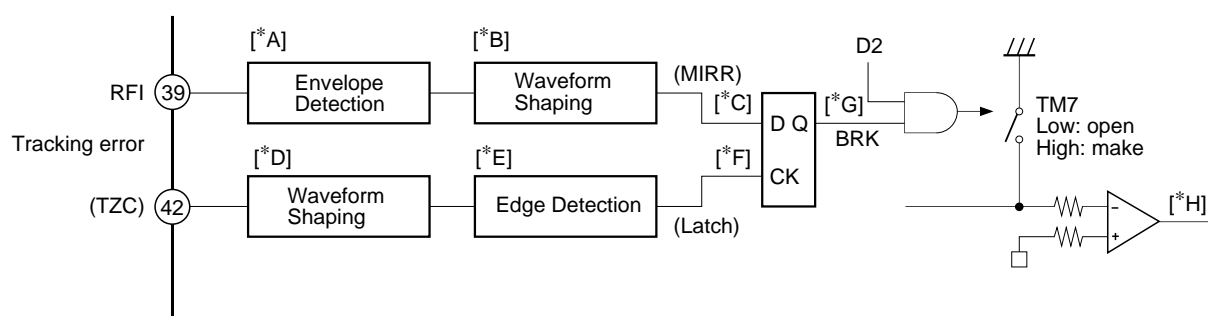 [*A]
[*B]
D2
RFI
39
Envelope
Detection
Waveform
Shaping
(MIRR)
[*C]
D Q
[*G]
BRK
TM7
Low: open
High: make
Tracking error
[*D]
[*E]
[*F]
CK
(TZC)
42
Waveform
Shaping
Edge Detection
(Latch)
−
+
[*H]